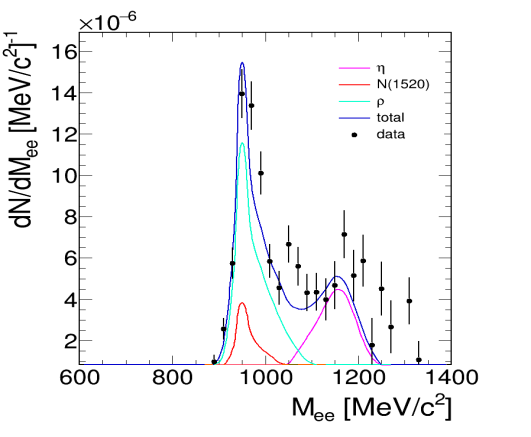 ×10⁻⁶
dN/dMₑₑ [MeV/c²]⁻¹
16
14
12
10
8
6
4
2
η
N(1520)
ρ
total
data
600 800 1000 1200 1400
Mₑₑ [MeV/c²]